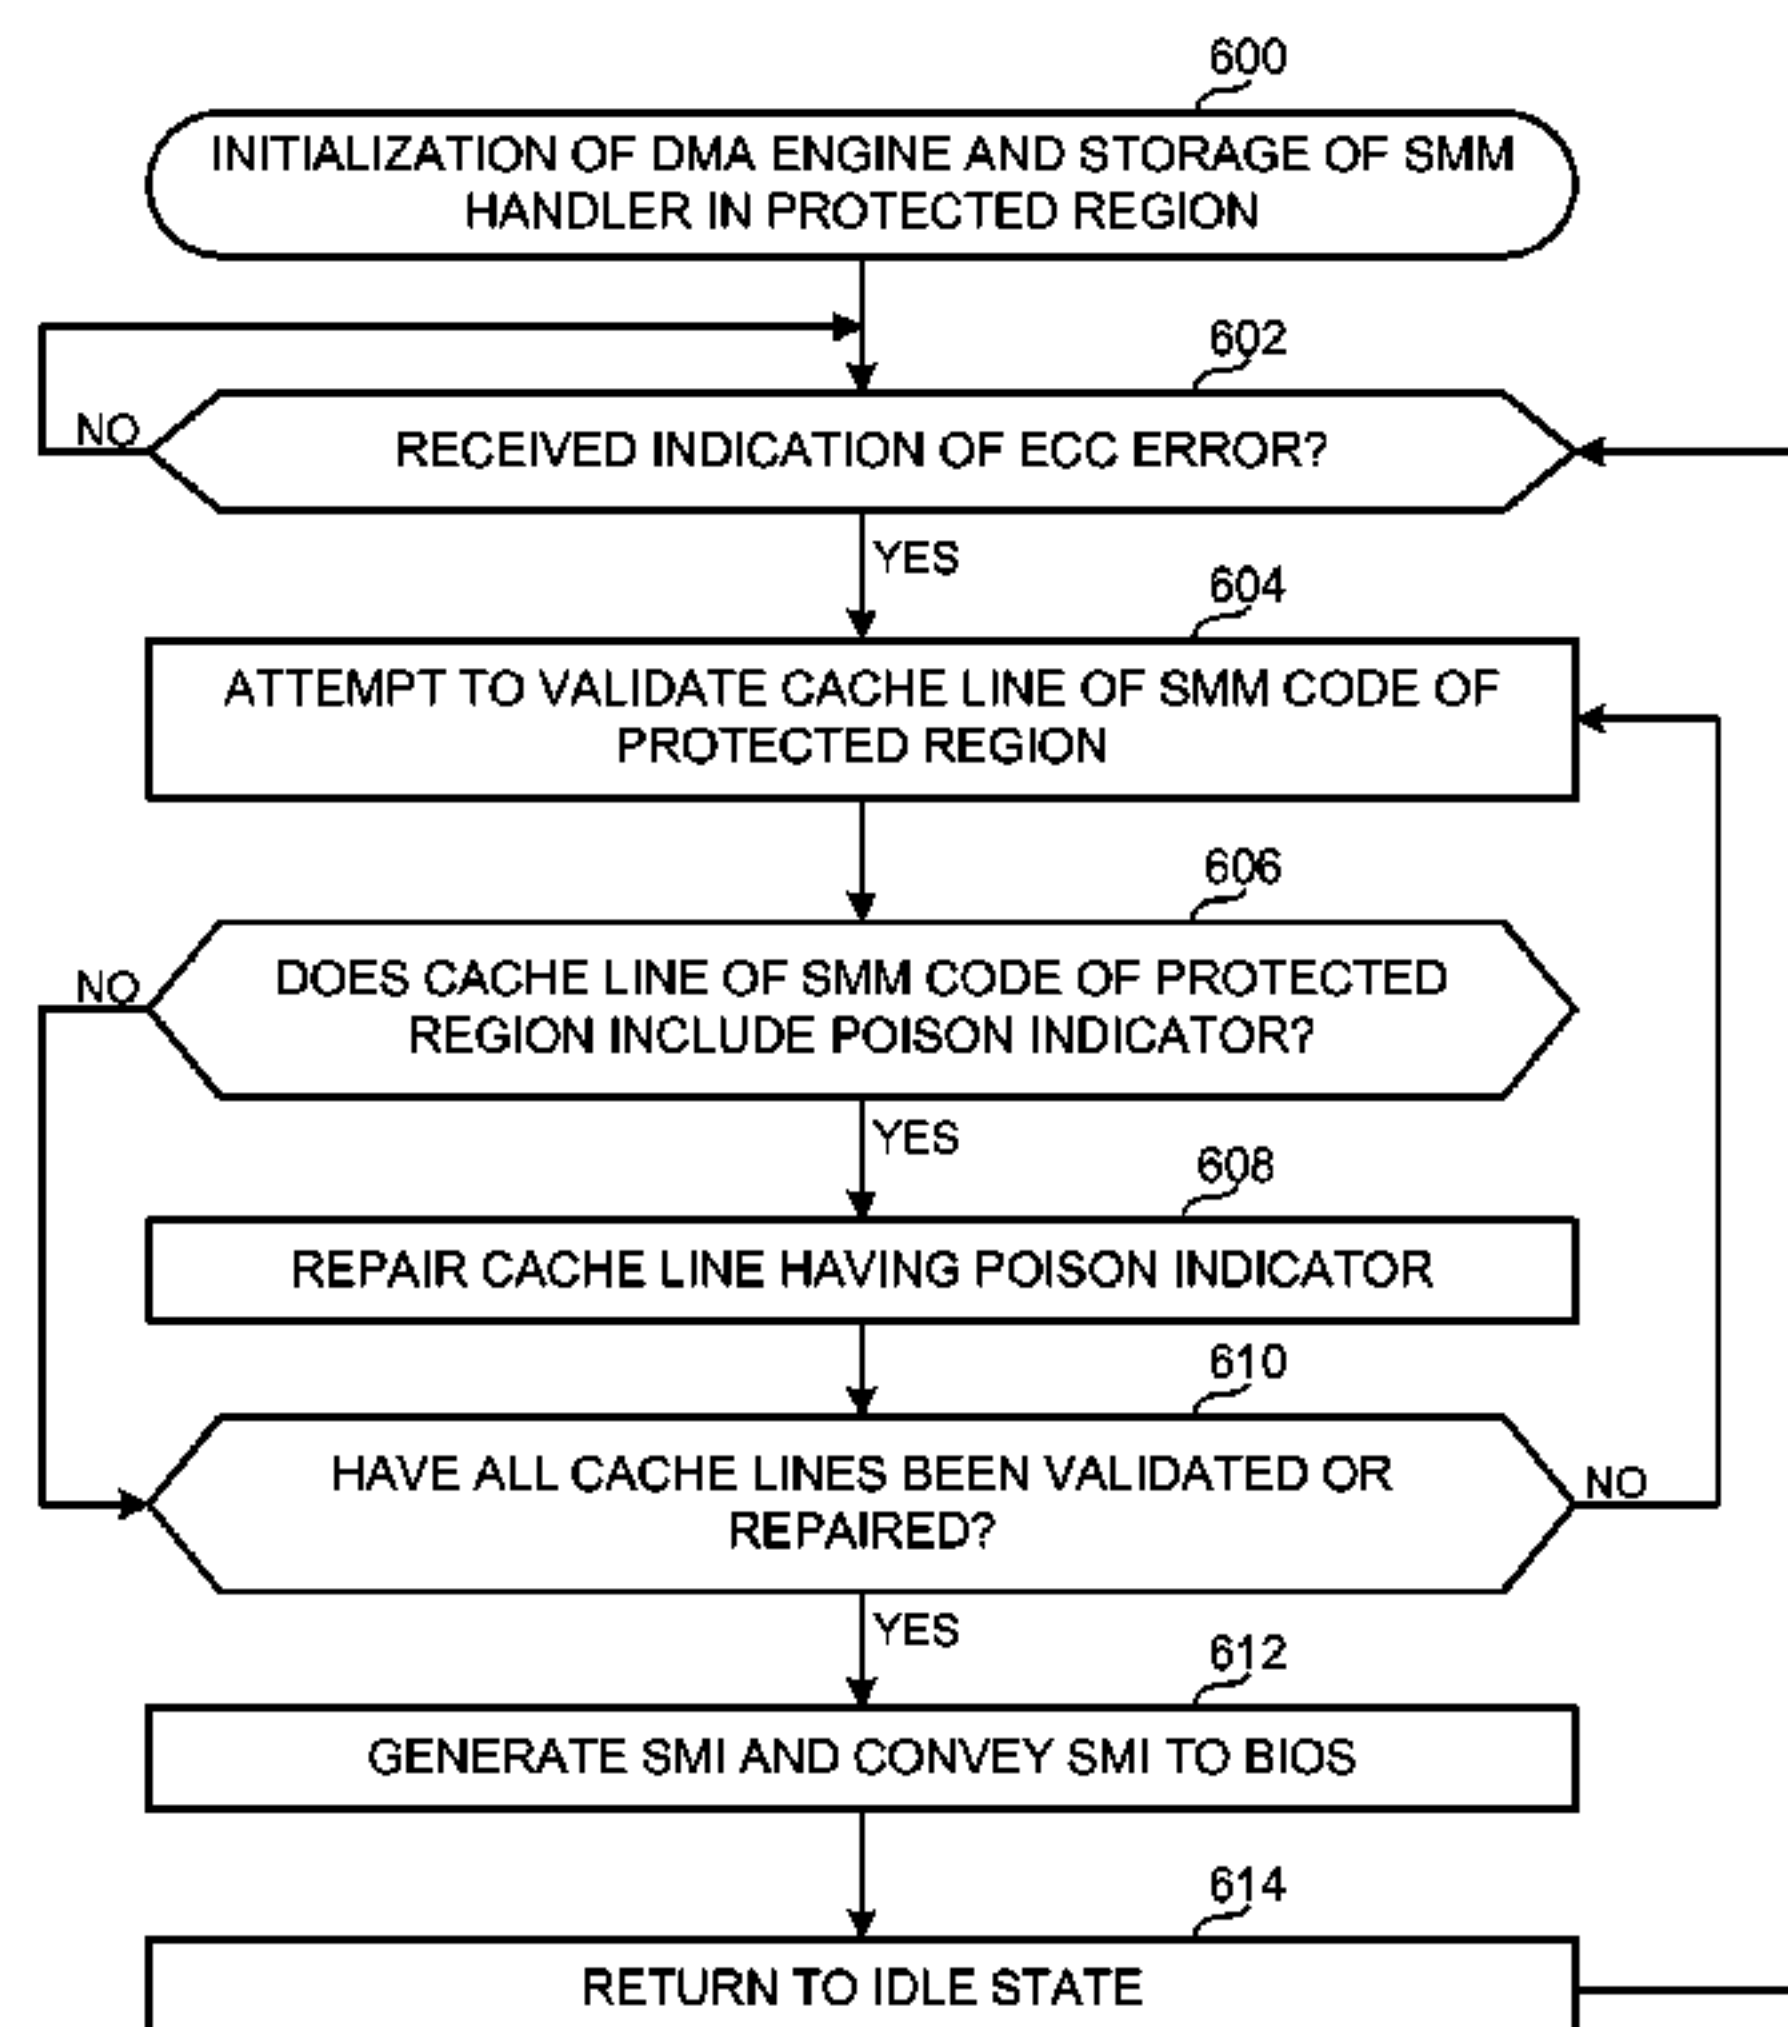 600
INITIALIZATION OF DMA ENGINE AND STORAGE OF SMM
HANDLER IN PROTECTED REGION
602
NO
RECEIVED INDICATION OF ECC ERROR?
YES
604
ATTEMPT TO VALIDATE CACHE LINE OF SMM CODE OF
PROTECTED REGION
606
NO
DOES CACHE LINE OF SMM CODE OF PROTECTED
REGION INCLUDE POISON INDICATOR?
YES
608
REPAIR CACHE LINE HAVING POISON INDICATOR
610
HAVE ALL CACHE LINES BEEN VALIDATED OR
REPAIRED?
NO
YES
612
GENERATE SMI AND CONVEY SMI TO BIOS
614
RETURN TO IDLE STATE